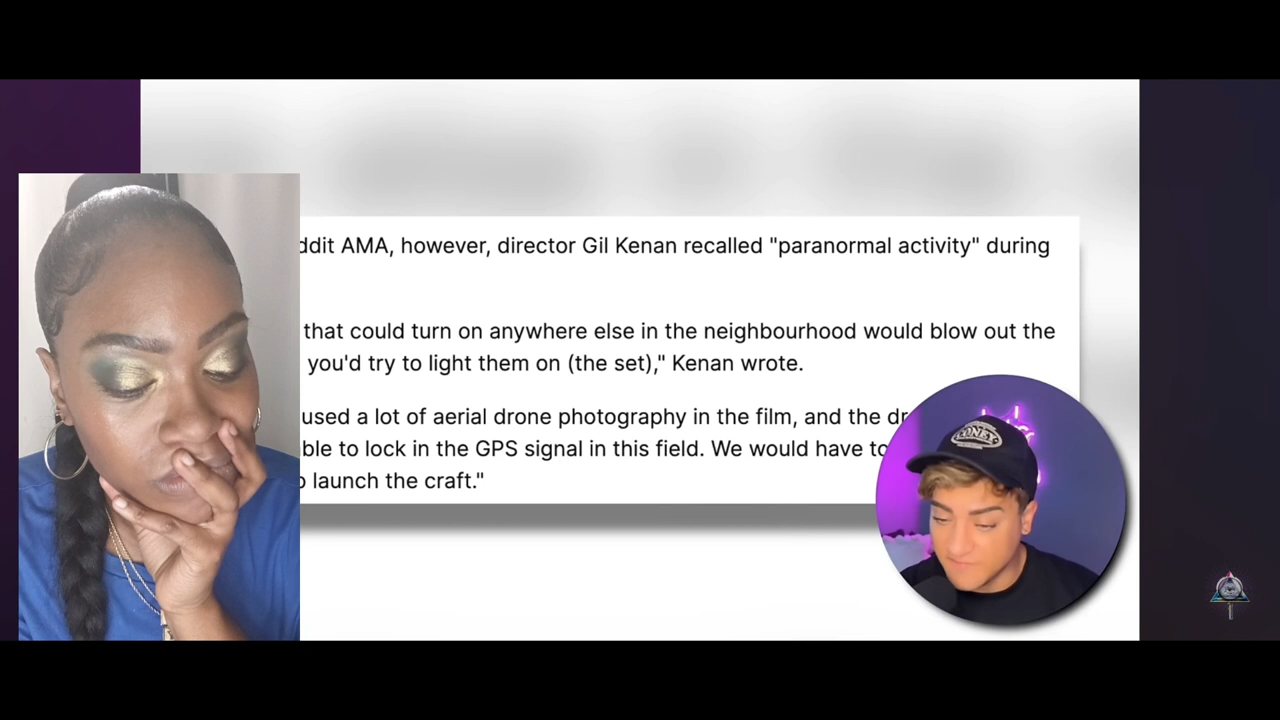 ddit AMA, however, director Gil Kenan recalled "paranormal activity" during
that could turn on anywhere else in the neighbourhood would blow out the
you'd try to light them on (the set)," Kenan wrote.
used a lot of aerial drone photography in the film, and the dr
ble to lock in the GPS signal in this field. We would have to
launch the craft."